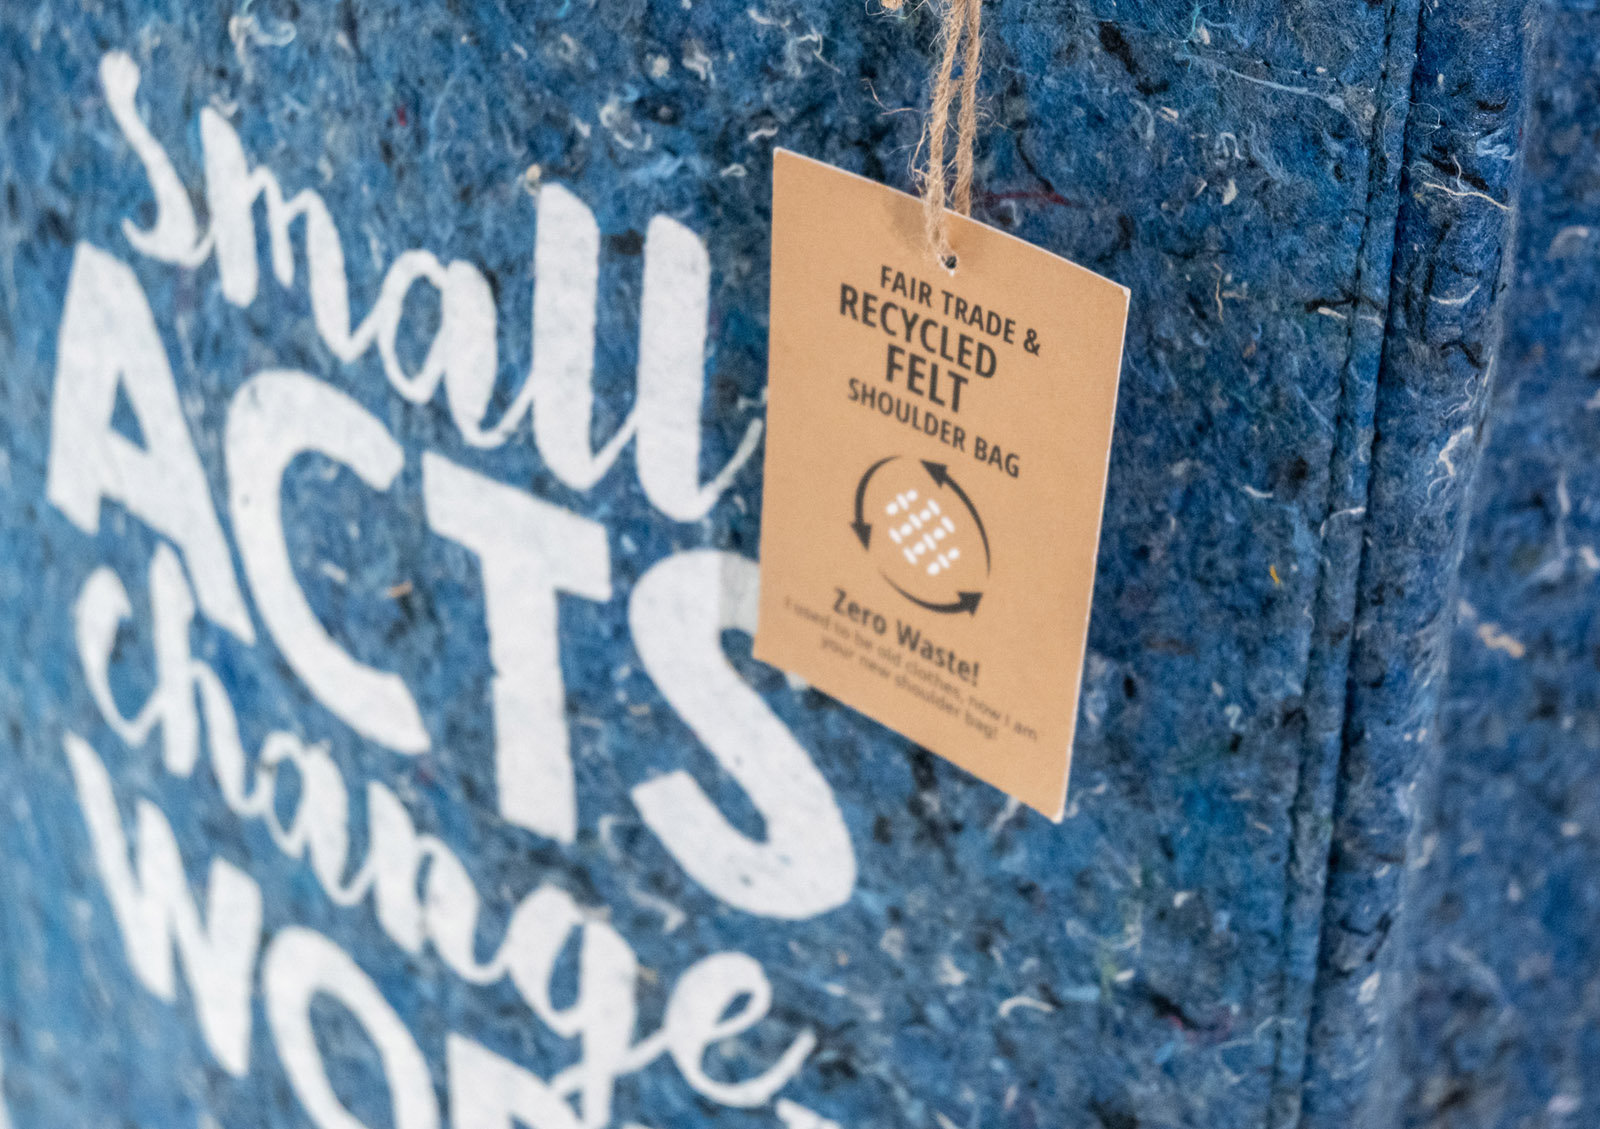 Small
ACTS
change
WOR
FAIR TRADE &
RECYCLED
FELT
SHOULDER BAG
Zero Waste!
I used to be old clothes, now I am
your new shoulder bag!